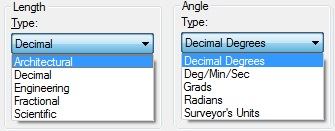 Length
Type:
Decimal
Architectural
Decimal
Engineering
Fractional
Scientific
Angle
Type:
Decimal Degrees
Decimal Degrees
Deg/Min/Sec
Grads
Radians
Surveyor's Units